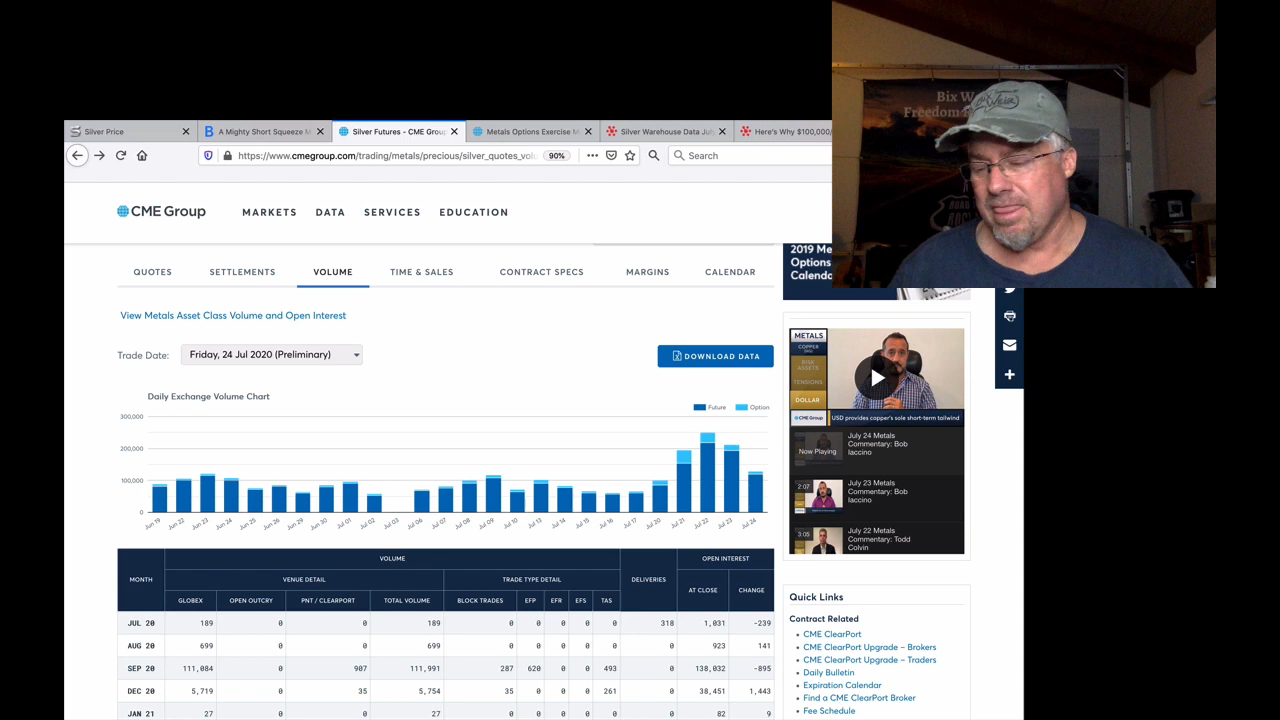 Bix W
Freedom
BIX WEIR
ROAD
Silver Price
A Mighty Short Squeeze M
Silver Futures - CME Group
Metals Options Exercise M
Silver Warehouse Data July
Here's Why $100,000/
https://www.cmegroup.com/trading/metals/precious/silver_quotes_volu
90%
Search
CME Group
MARKETS DATA SERVICES EDUCATION
2019 Me
Options
Calenda
QUOTES SETTLEMENTS VOLUME TIME & SALES CONTRACT SPECS MARGINS CALENDAR
View Metals Asset Class Volume and Open Interest
Trade Date: Friday, 24 Jul 2020 (Preliminary)
DOWNLOAD DATA
Daily Exchange Volume Chart
Future Option
300,000
200,000
100,000
0
Jun 19 Jun 22 Jun 23 Jun 24 Jun 25 Jun 26 Jun 29 Jun 30 Jul 01 Jul 02 Jul 03 Jul 06 Jul 07 Jul 08 Jul 09 Jul 10 Jul 13 Jul 14 Jul 15 Jul 16 Jul 17 Jul 20 Jul 21 Jul 22 Jul 23 Jul 24
VOLUME OPEN INTEREST
MONTH VENUE DETAIL TRADE TYPE DETAIL DELIVERIES AT CLOSE CHANGE
GLOBEX OPEN OUTCRY PNT / CLEARPORT TOTAL VOLUME BLOCK TRADES EFP EFR EFS TAS
JUL 20 189 0 0 189 0 0 0 0 0 318 1,031 -239
AUG 20 699 0 0 699 0 0 0 0 0 0 923 141
SEP 20 111,084 0 907 111,991 287 620 0 0 493 0 138,032 -895
DEC 20 5,719 0 35 5,754 35 0 0 0 261 0 38,451 1,443
JAN 21 27 0 0 27 0 0 0 0 0 0 82 9
METALS
COPPER
RISK
ASSETS
TENSIONS
DOLLAR
CME Group
USD provides copper's sole short-term tailwind
Now Playing
July 24 Metals
Commentary: Bob
Iaccino
2:07
July 23 Metals
Commentary: Bob
Iaccino
3:05
July 22 Metals
Commentary: Todd
Colvin
Quick Links
Contract Related
CME ClearPort
CME ClearPort Upgrade – Brokers
CME ClearPort Upgrade – Traders
Daily Bulletin
Expiration Calendar
Find a CME ClearPort Broker
Fee Schedule